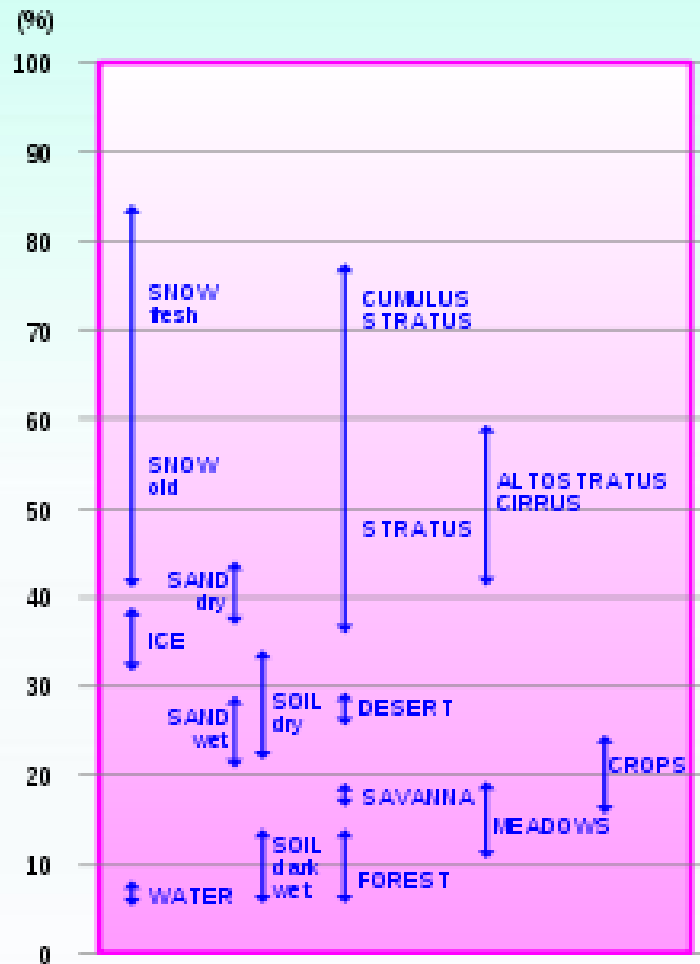 (%)
100
90
80
70
60
50
40
30
20
10
0
SNOW
fresh
SNOW
old
ICE
WATER
SAND
dry
SAND
wet
SOIL
dry
SOIL
dark
wet
CUMULUS
STRATUS
STRATUS
DESERT
SAVANNA
FOREST
ALTOSTRATUS
CIRRUS
MEADOWS
CROPS